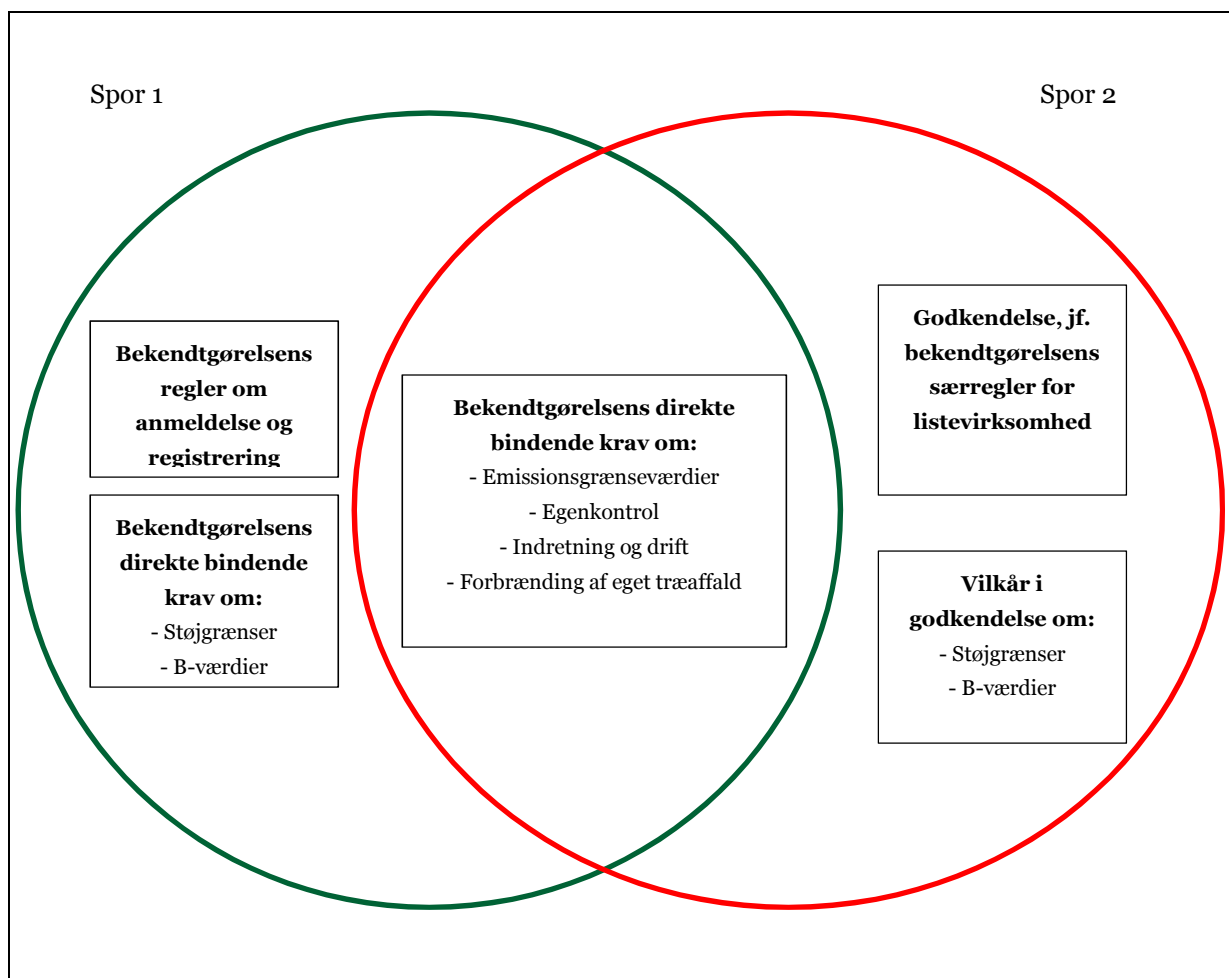 Spor 1
Spor 2
Bekendtgørelsens
regler om
anmeldelse og
registrering
Bekendtgørelsens
direkte bindende
krav om:
- Støjgrænser
- B-værdier
Bekendtgørelsens direkte
bindende krav om:
- Emissionsgrænseværdier
- Egenkontrol
- Indretning og drift
- Forbrænding af eget træaffald
Godkendelse, jf.
bekendtgørelsens
særregler for
listevirksomhed
Vilkår i
godkendelse om:
- Støjgrænser
- B-værdier